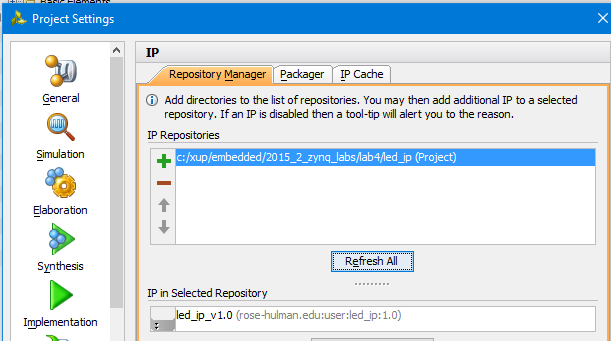 Basic Elements
Project Settings
General
Simulation
Elaboration
Synthesis
Implementation
IP
Repository Manager
Packager
IP Cache
Add directories to the list of repositories. You may then add additional IP to a selected
repository. If an IP is disabled then a tool-tip will alert you to the reason.
IP Repositories
c:/xup/embedded/2015_2_zynq_labs/lab4/led_ip (Project)
Refresh All
IP in Selected Repository
led_ip_v1.0 (rose-hulman.edu:user:led_ip:1.0)